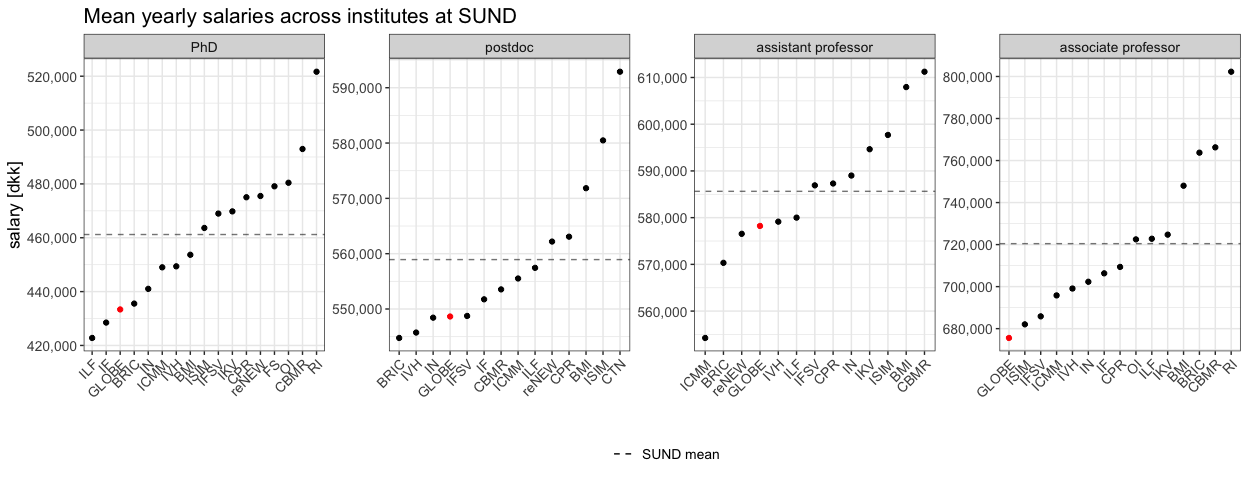 Mean yearly salaries across institutes at SUND
PhD
postdoc
assistant professor
associate professor
salary [dkk]
520,000
500,000
480,000
460,000
440,000
420,000
ILF
IE
GLOBE
BRIC
IN
ICMM
IVH
BMI
ISIM
IFSV
IKV
CPR
reNEW
FS
OI
CBMR
RI
590,000
580,000
570,000
560,000
550,000
BRIC
IVH
IN
GLOBE
IFSV
IF
CBMR
ICMM
ILF
reNEW
CPR
BMI
ISIM
CTN
610,000
600,000
590,000
580,000
570,000
560,000
ICMM
BRIC
reNEW
GLOBE
IVH
ILF
IFSV
CPR
IN
IKV
ISIM
BMI
CBMR
800,000
780,000
760,000
740,000
720,000
700,000
680,000
GLOBE
ISIM
IFSV
ICMM
IVH
IN
IF
CPR
OI
ILF
IKV
BMI
BRIC
CBMR
RI
SUND mean